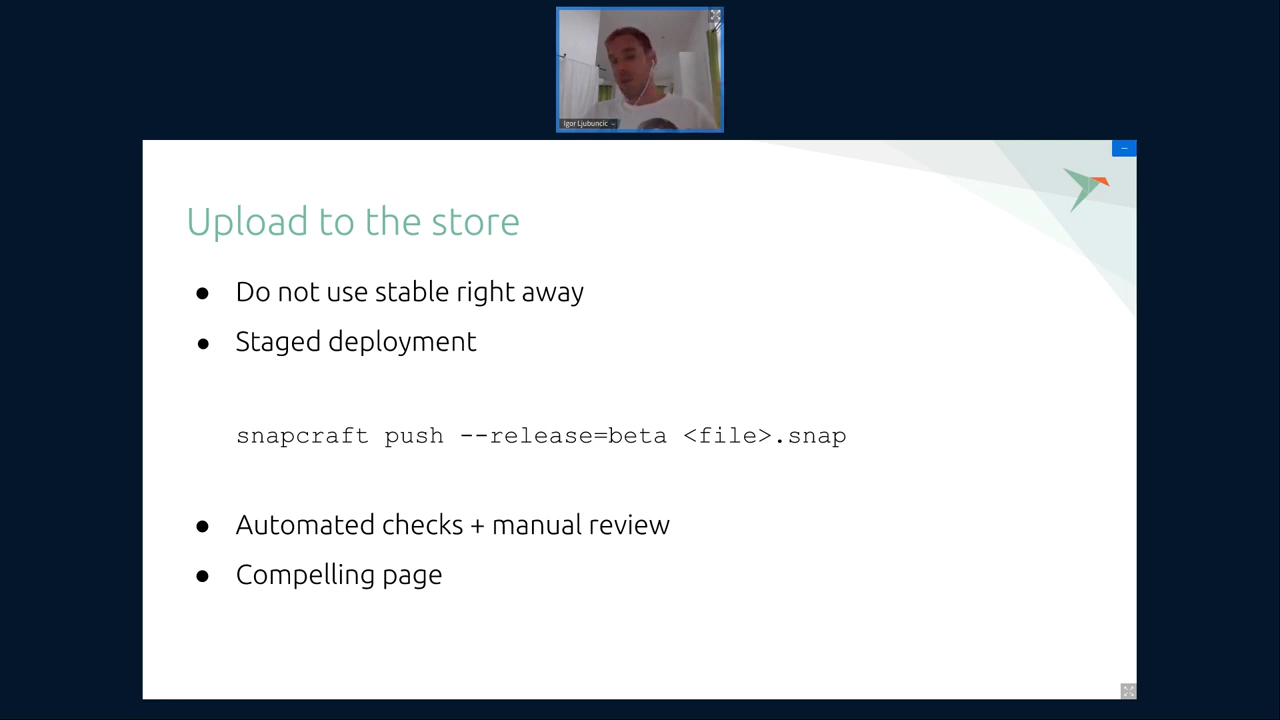 Igor Ljubuncic
Upload to the store
● Do not use stable right away
● Staged deployment
snapcraft push --release=beta <file>.snap
● Automated checks + manual review
● Compelling page